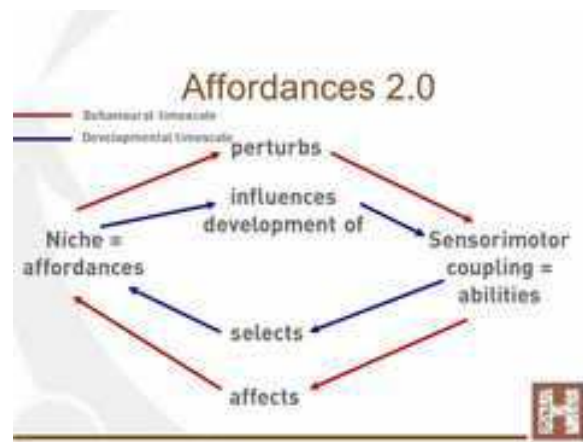 Affordances 2.0
Behavioural timescale
Developmental timescale
perturbs
influences
development of
Niche =
affordances
Sensorimotor
coupling =
abilities
selects
affects